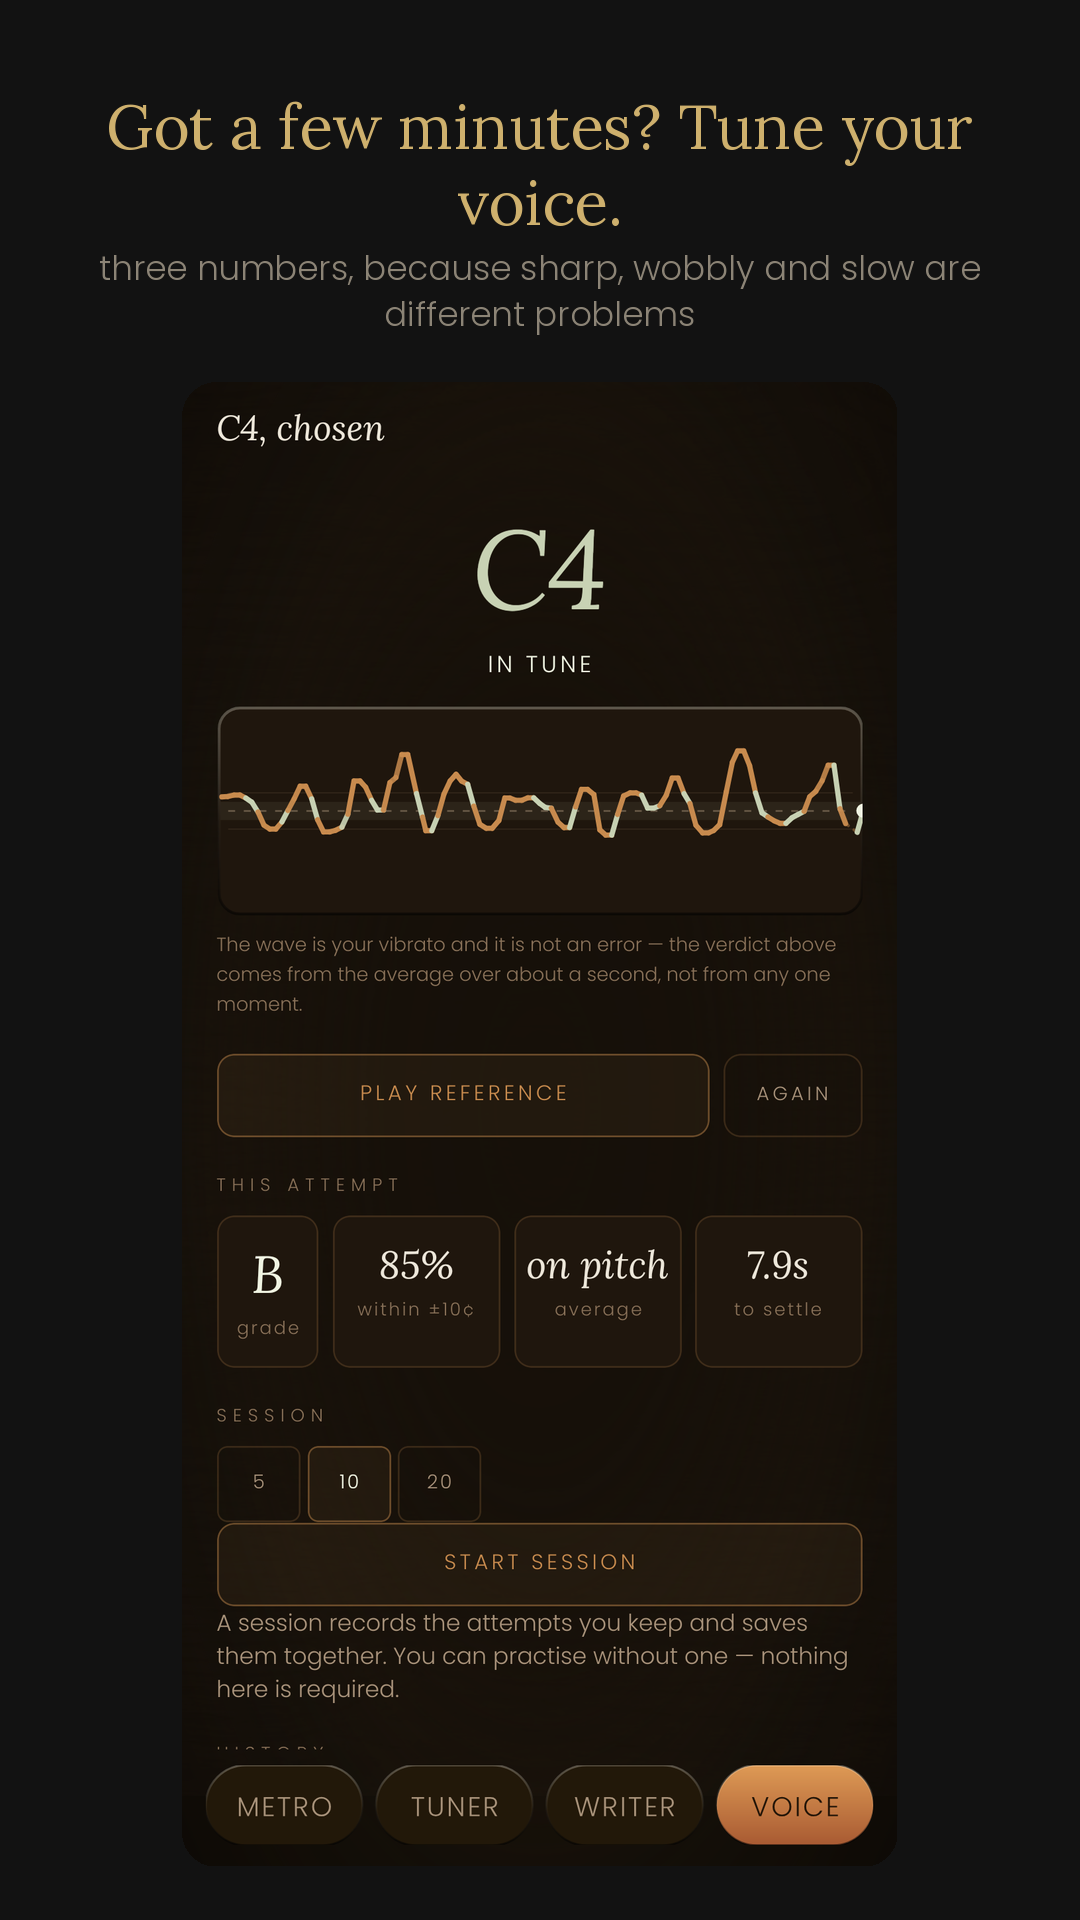 Got a few minutes? Tune your
voice.
three numbers, because sharp, wobbly and slow are
different problems
C4, chosen
C4
IN TUNE
The wave is your vibrato and it is not an error — the verdict above
comes from the average over about a second, not from any one
moment.
PLAY REFERENCE
AGAIN
THIS ATTEMPT
B
grade
85%
within ±10¢
on pitch
average
7.9s
to settle
SESSION
5
10
20
START SESSION
A session records the attempts you keep and saves
them together. You can practise without one — nothing
here is required.
HISTORY
METRO
TUNER
WRITER
VOICE